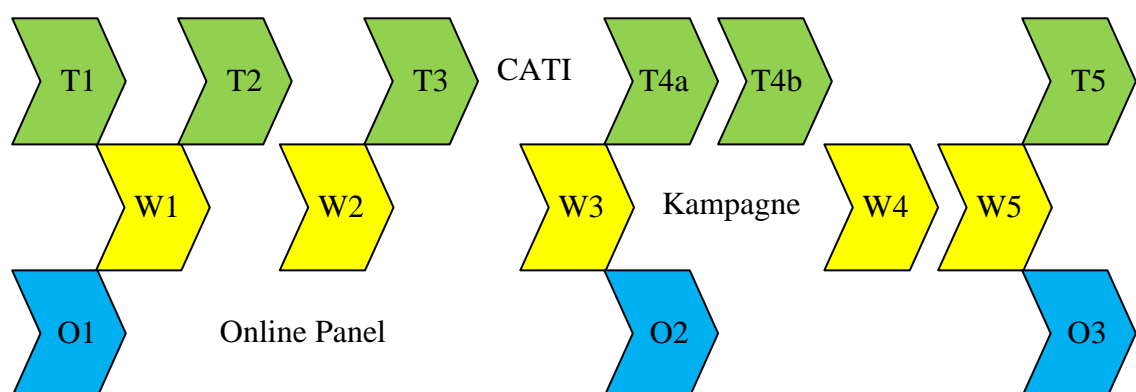 T1 T2 T3 CATI T4a T4b T5
W1 W2 W3 Kampagne W4 W5
O1 Online Panel O2 O3